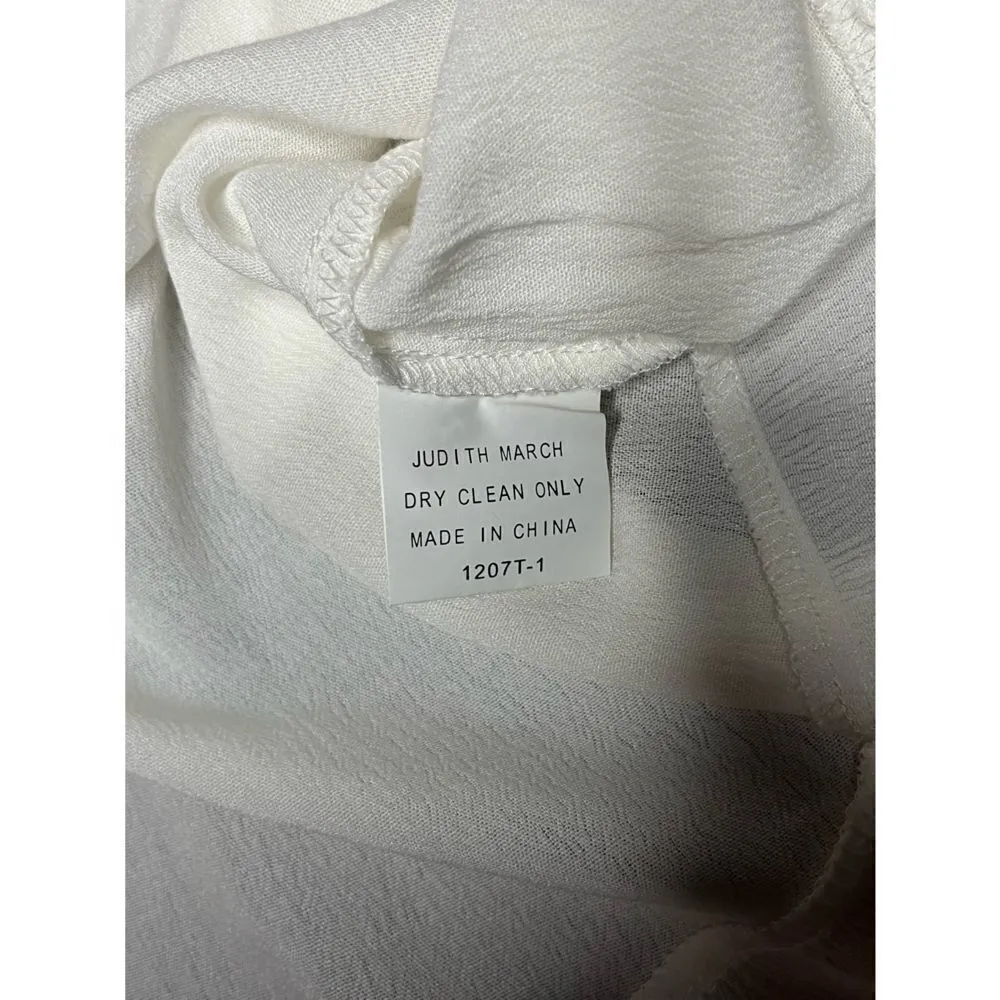 JUDITH MARCH
DRY CLEAN ONLY
MADE IN CHINA
1207T-1